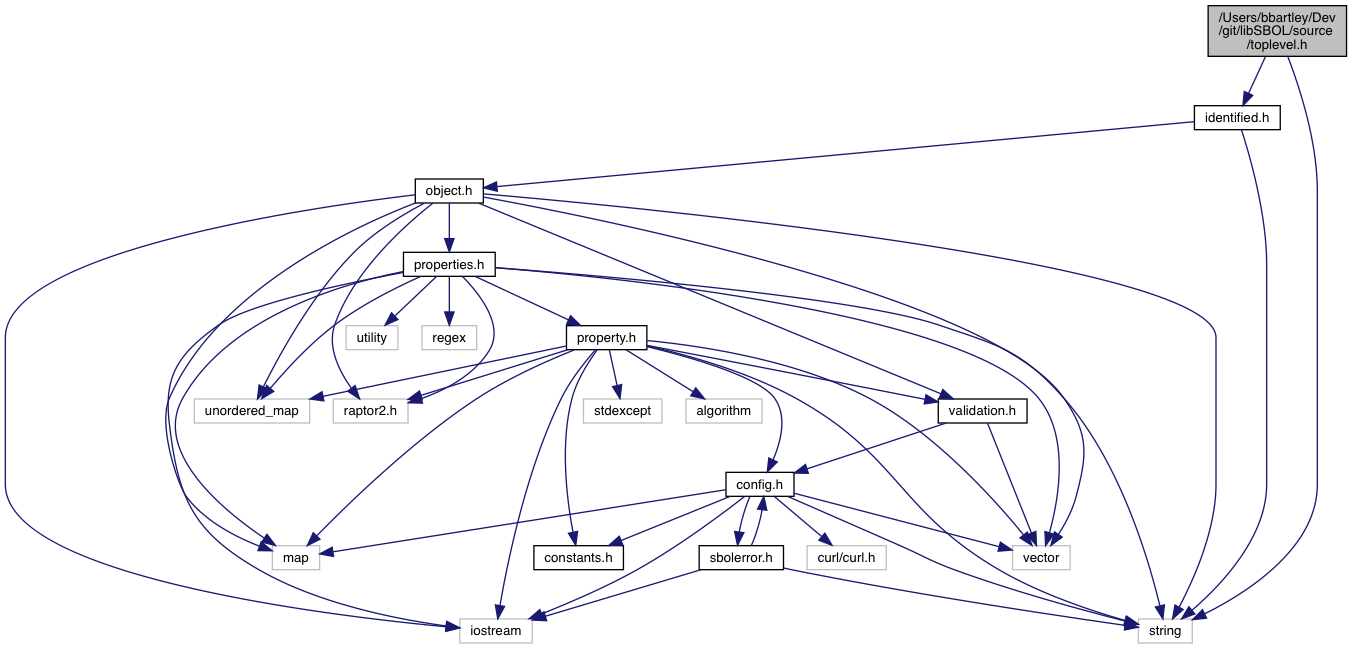 /Users/bbartley/Dev
/git/libSBOL/source
/toplevel.h
identified.h
object.h
properties.h
utility
regex
property.h
unordered_map
raptor2.h
stdexcept
algorithm
validation.h
config.h
map
constants.h
sbolerror.h
curl/curl.h
vector
iostream
string